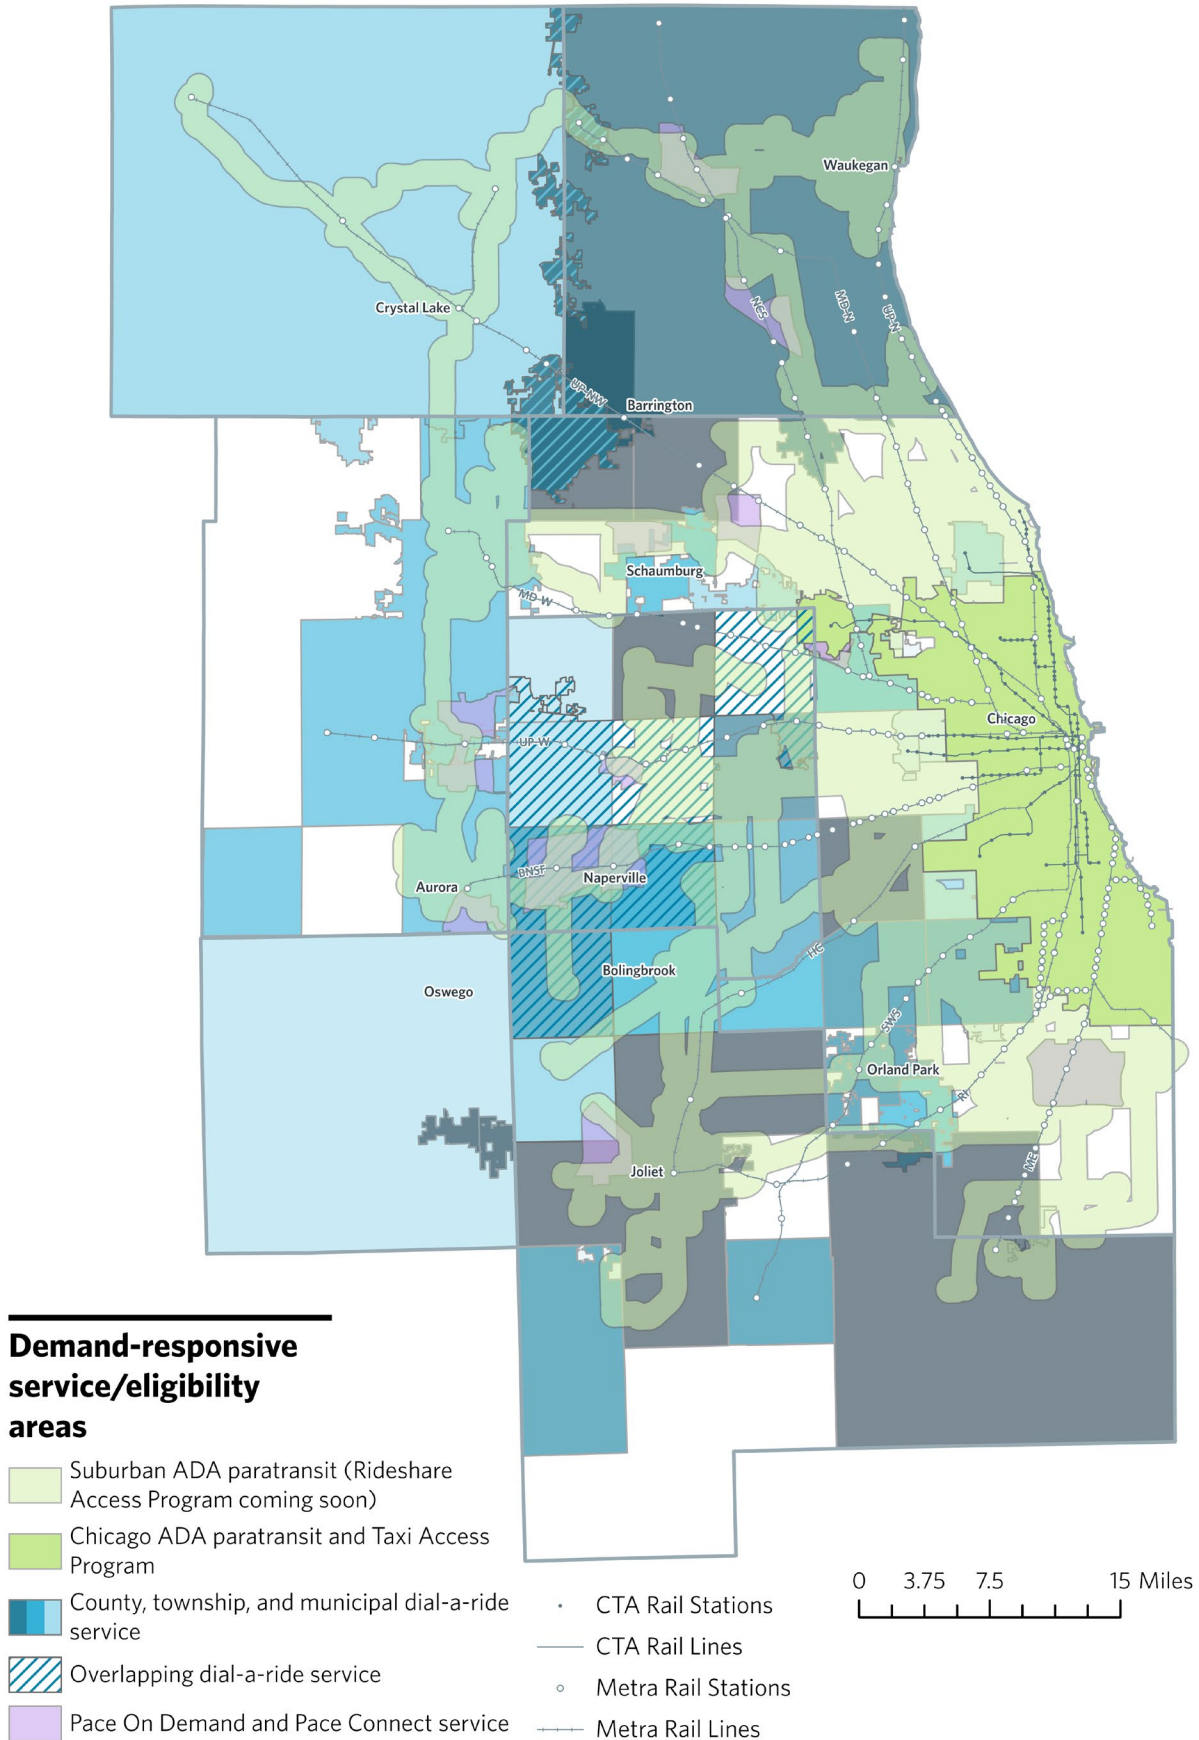 Waukegan
NCS
MD-N
UP-N
Crystal Lake
UP-NW
Barrington
Schaumburg
MD-W
Chicago
UP-W
BNSF
Naperville
Aurora
HC
Bolingbrook
Oswego
SWS
Orland Park
RI
ME
Joliet
Demand-responsive
service/eligibility
areas
Suburban ADA paratransit (Rideshare
Access Program coming soon)
Chicago ADA paratransit and Taxi Access
Program
County, township, and municipal dial-a-ride
service
Overlapping dial-a-ride service
Pace On Demand and Pace Connect service
CTA Rail Stations
CTA Rail Lines
Metra Rail Stations
Metra Rail Lines
0 3.75 7.5 15 Miles